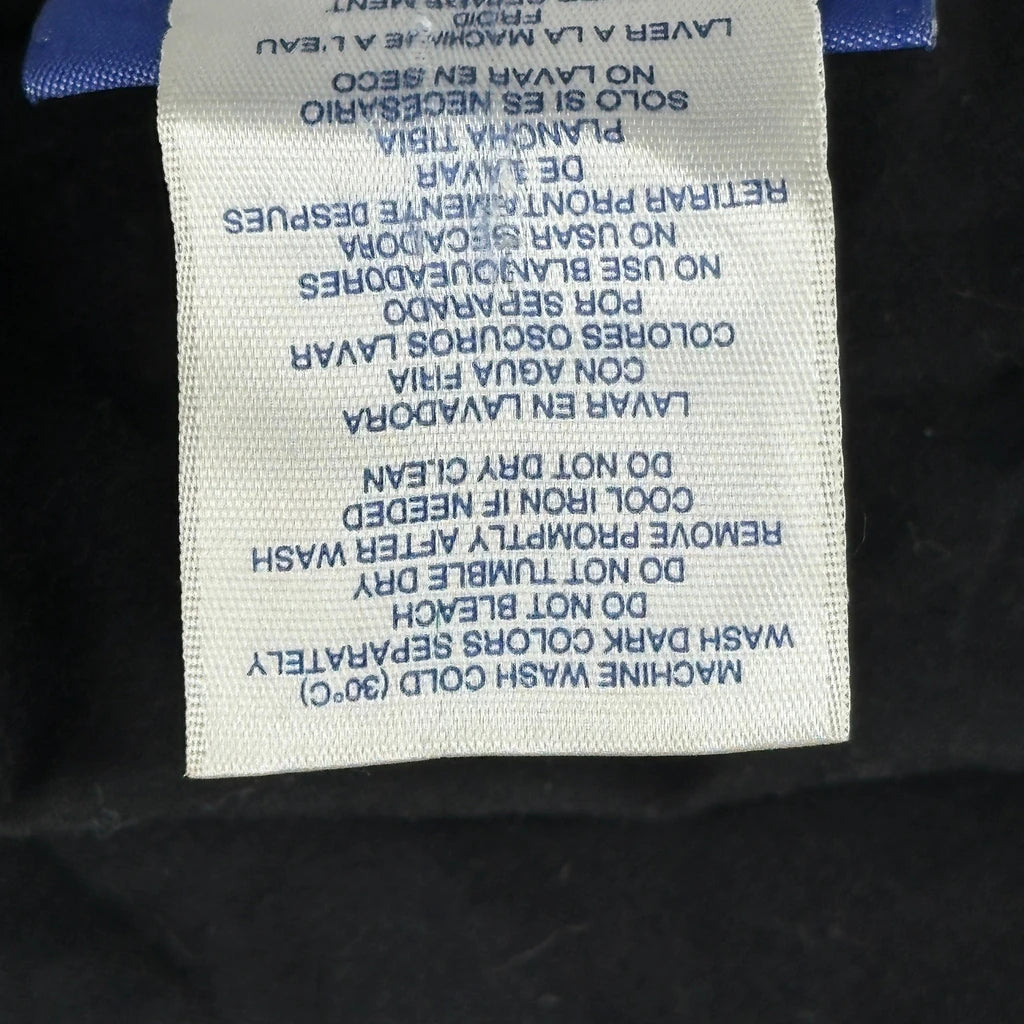 MACHINE WASH COLD (30°C)
WASH DARK COLORS SEPARATELY
DO NOT BLEACH
DO NOT TUMBLE DRY
REMOVE PROMPTLY AFTER WASH
COOL IRON IF NEEDED
DO NOT DRY CLEAN
LAVAR EN LAVADORA
CON AGUA FIRIA
COLORES OSCUROS LAVAR
POR SEPARADO
NO USE BLANQUEADORES
NO USAR SECADORA
RETIRAR PRONTAMENTE DESPUES
DE LAVAR
PLANCHA TIBIA
SOLO SI ES NECESARIO
NO LAVAR EN SECO
LAVER A LA MACHINE A L'EAU
FRIOID